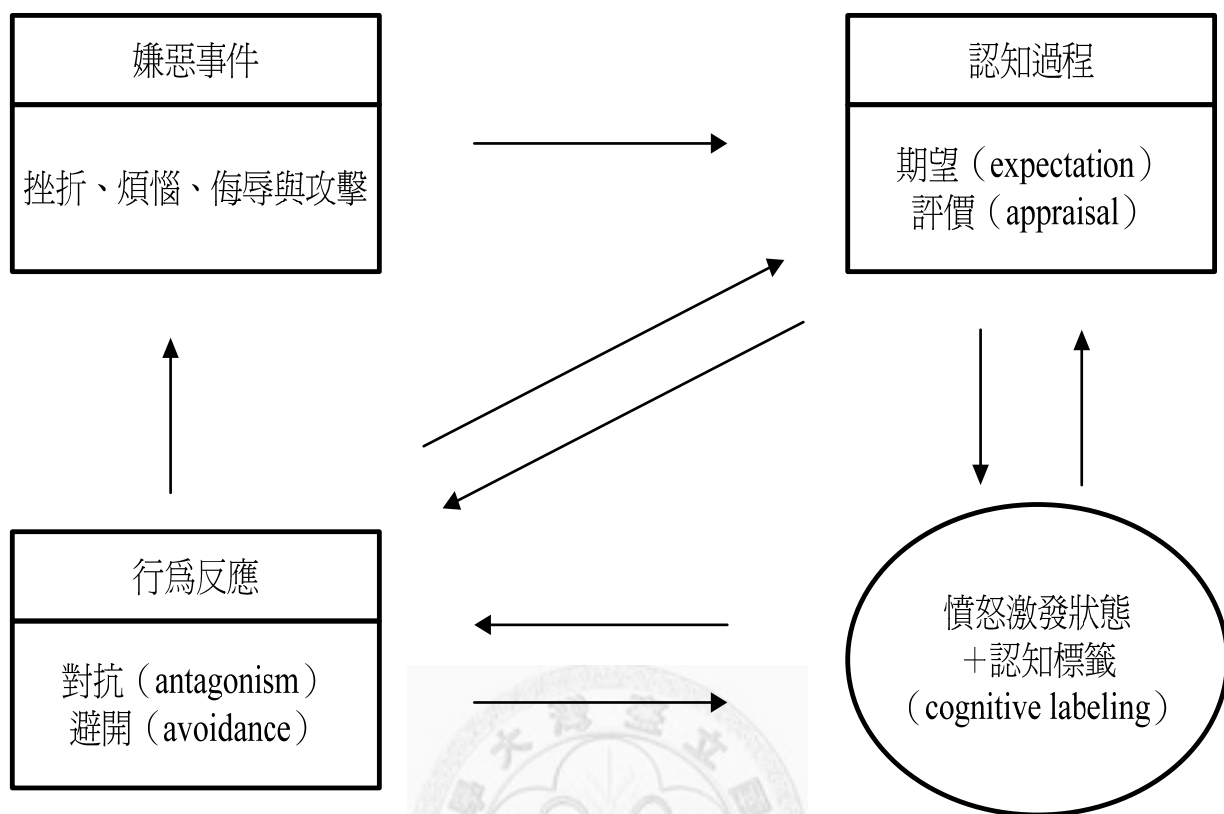 嫌惡事件
挫折、煩惱、侮辱與攻擊
認知過程
期望（expectation）
評價（appraisal）
行為反應
對抗（antagonism）
避開（avoidance）
憤怒激發狀態
＋認知標籤
（cognitive labeling）